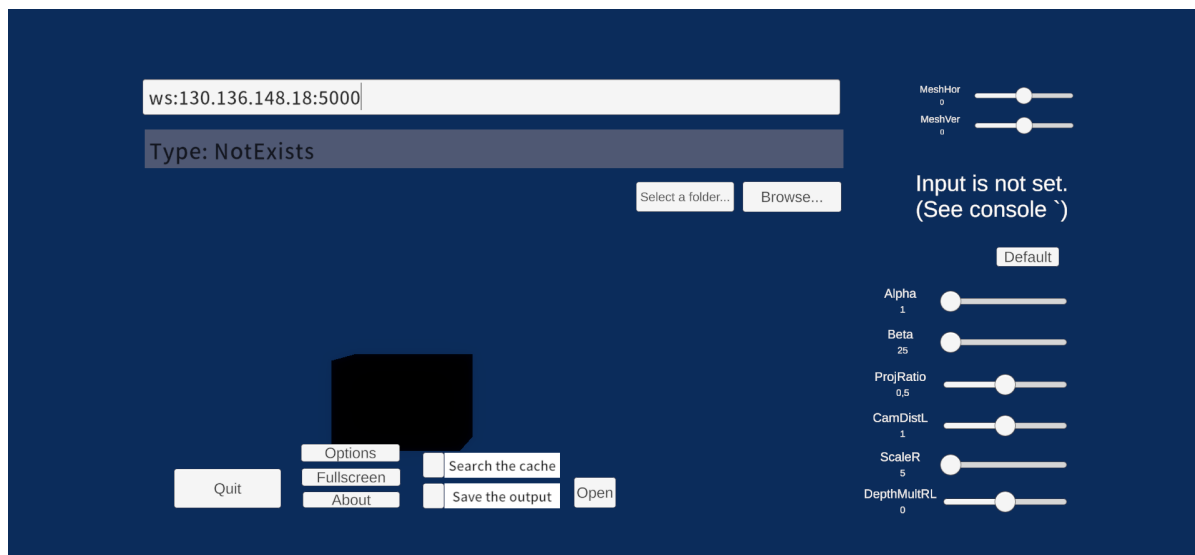 ws:130.136.148.18:5000
Type: NotExists
Select a folder...
Browse...
MeshHor
0
MeshVer
0
Input is not set.
(See console `)
Default
Alpha
1
Beta
25
ProjRatio
0,5
CamDistL
1
ScaleR
5
DepthMultRL
0
Quit
Options
Fullscreen
About
Search the cache
Save the output
Open